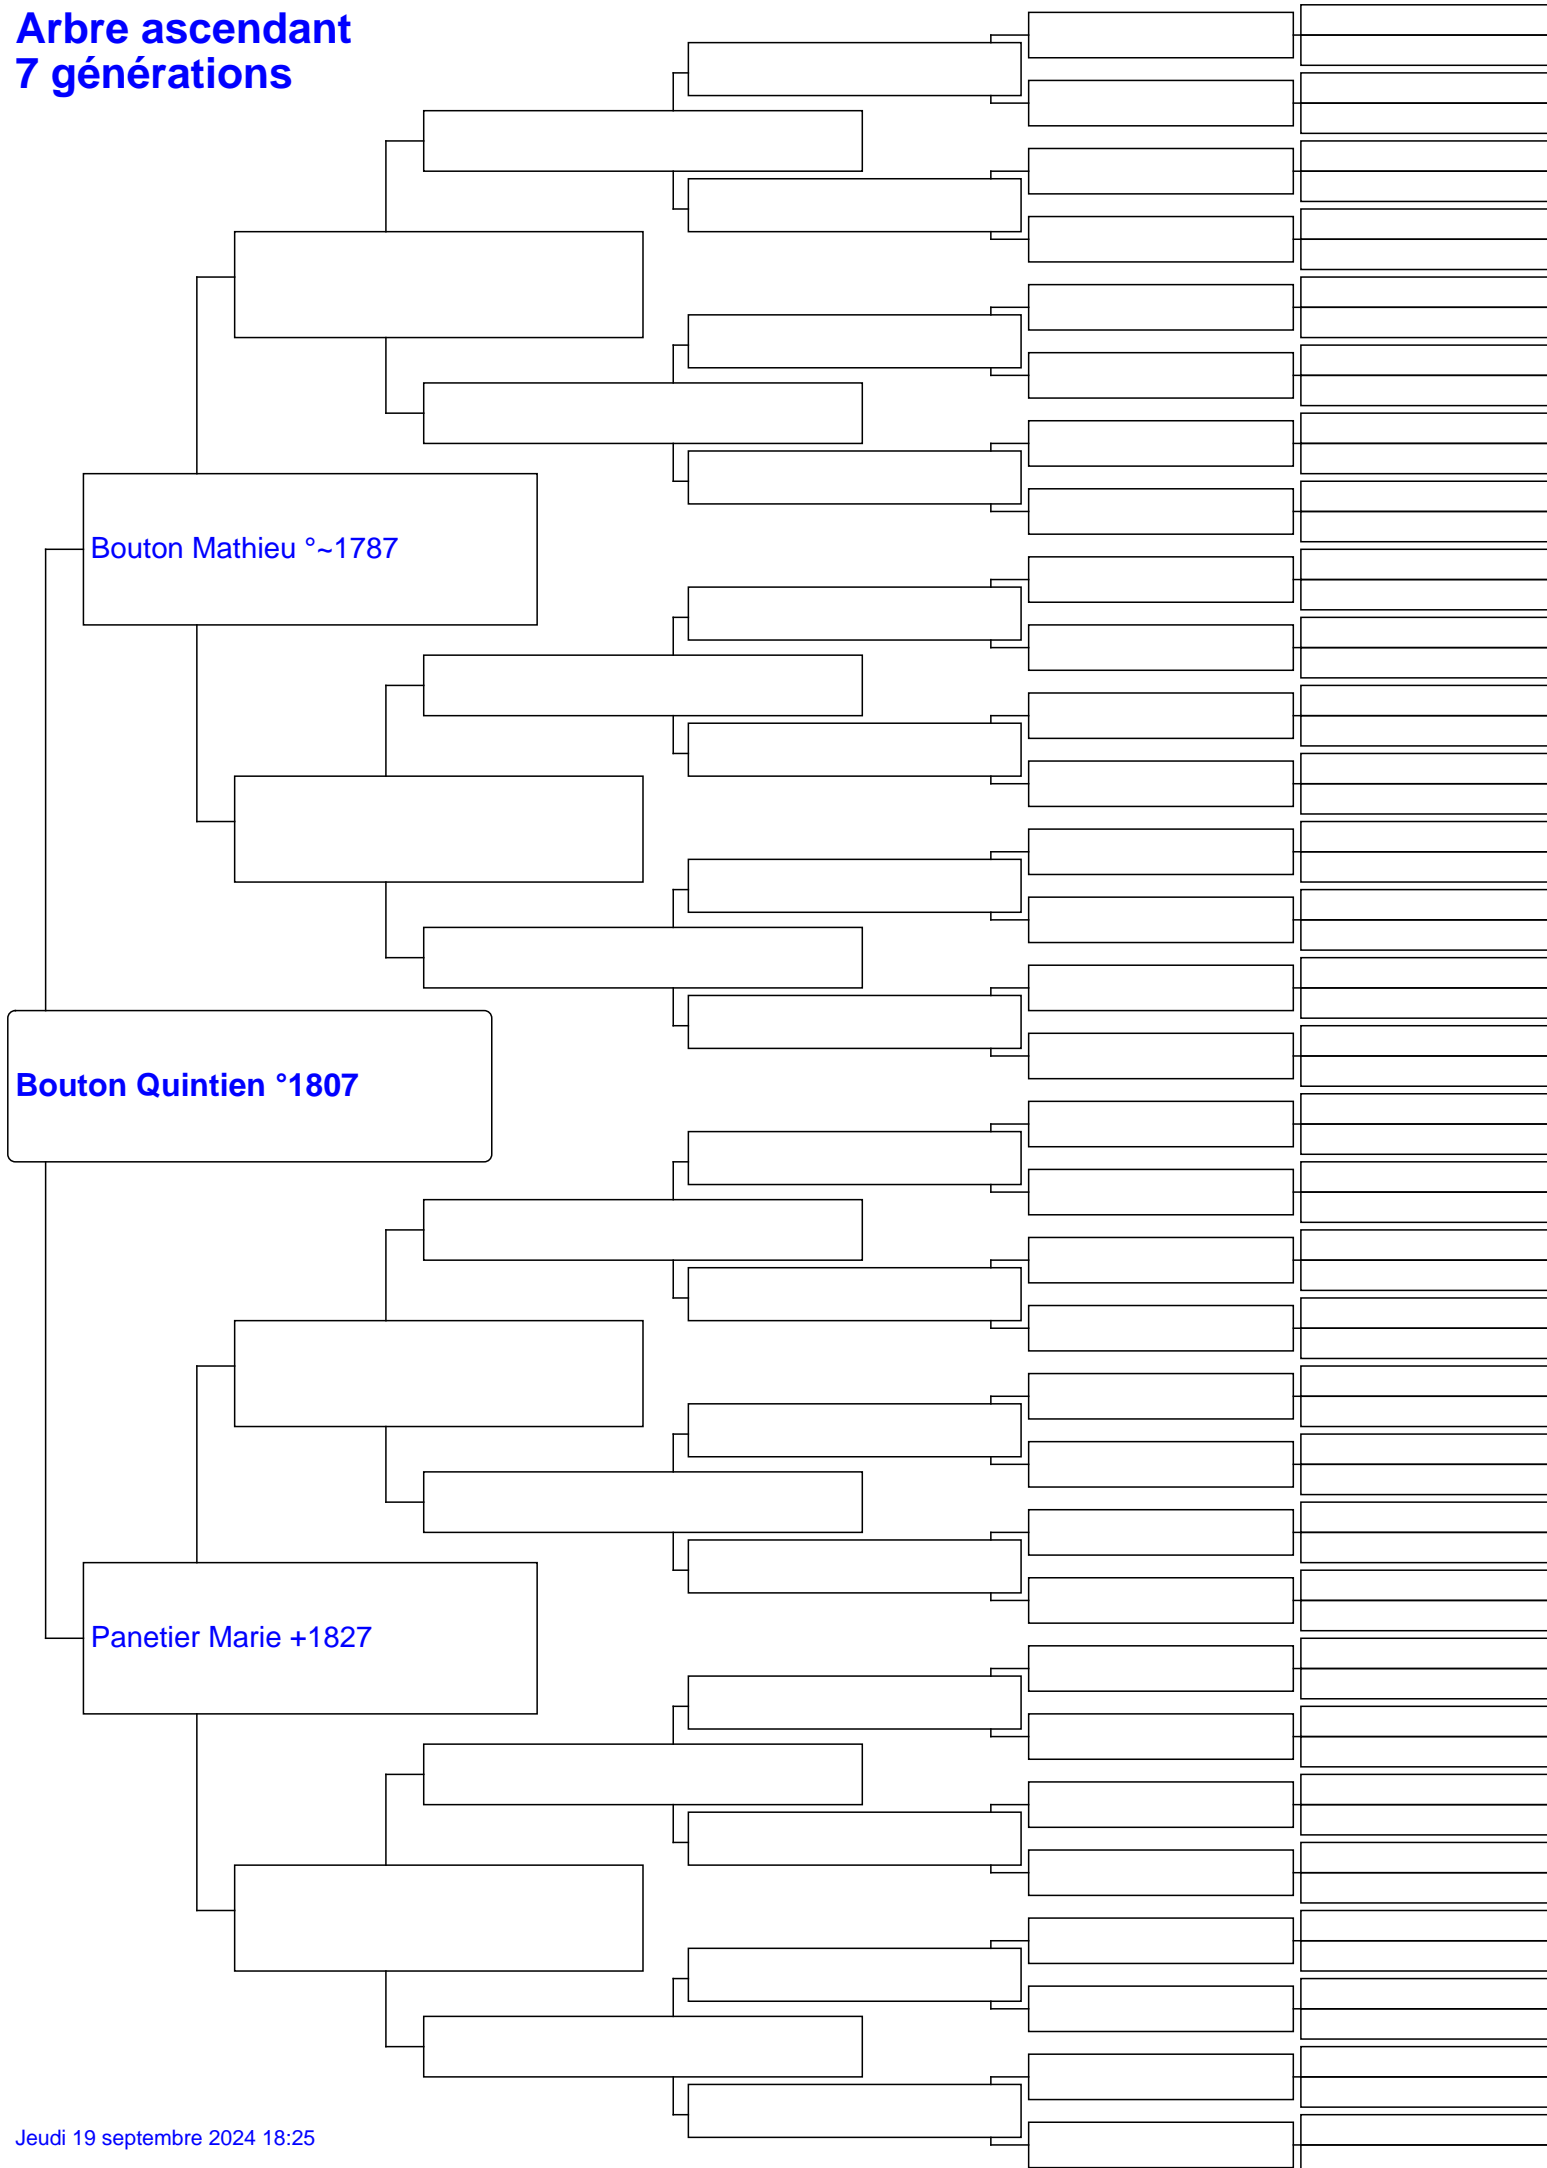 Arbre ascendant
7 générations
Bouton Mathieu °~1787
Bouton Quintien °1807
Panetier Marie +1827
Jeudi 19 septembre 2024 18:25